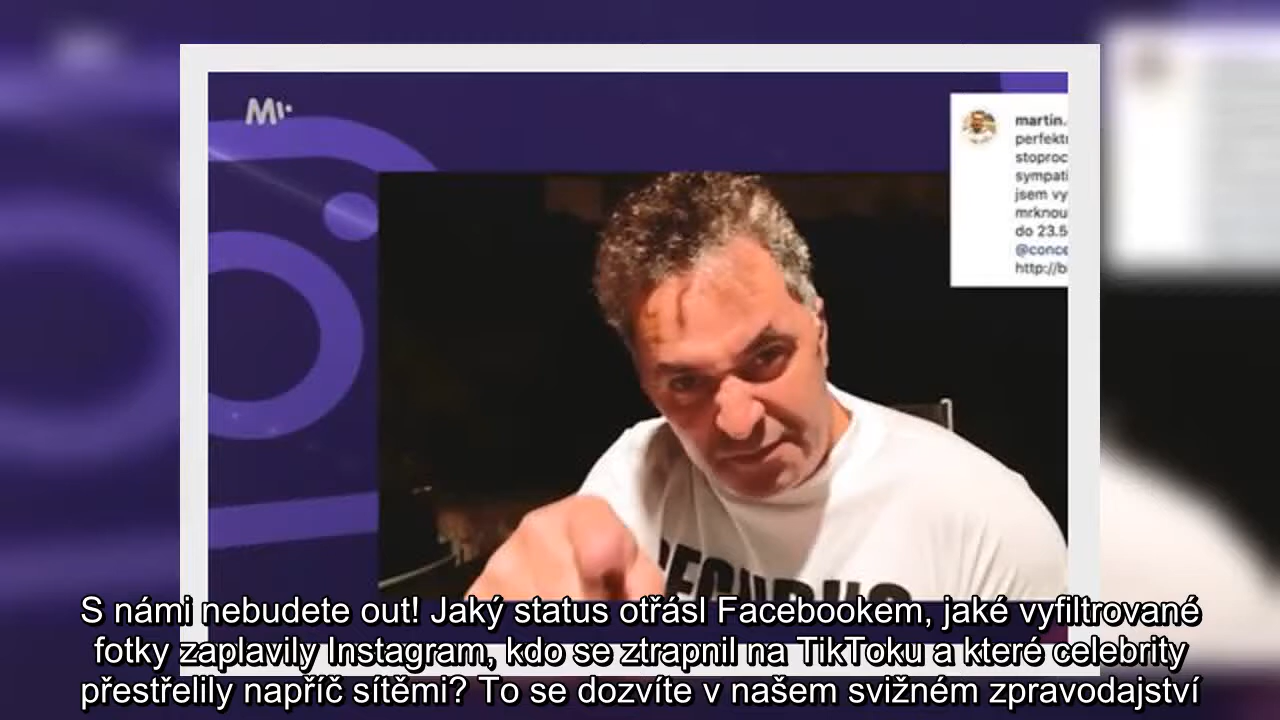 martin.
perfekt
stoproc
sympati
jsem vy
mrknou
do 23.5
@conce
http://b
S námi nebudete out! Jaký status otřásl Facebookem, jaké vyfiltrované
fotky zaplavily Instagram, kdo se ztrapnil na TikToku a které celebrity
přestřelily napříč sítěmi? To se dozvíte v našem svižném zpravodajství